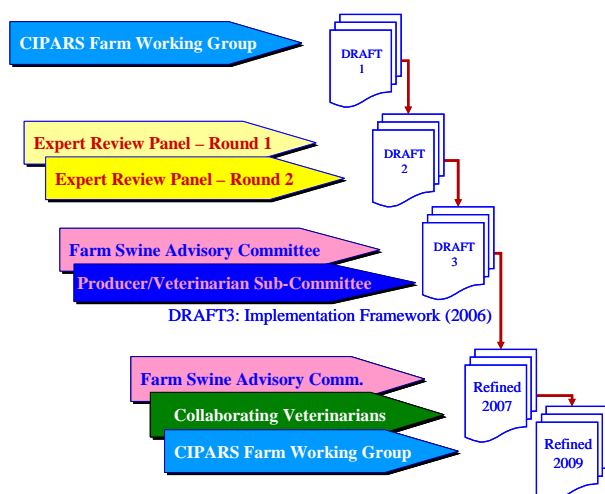 CIPARS Farm Working Group
DRAFT
1
Expert Review Panel – Round 1
DRAFT
2
Expert Review Panel – Round 2
Farm Swine Advisory Committee
DRAFT
3
Producer/Veterinarian Sub-Committee
DRAFT3: Implementation Framework (2006)
Farm Swine Advisory Comm.
Refined
2007
Collaborating Veterinarians
CIPARS Farm Working Group
Refined
2009